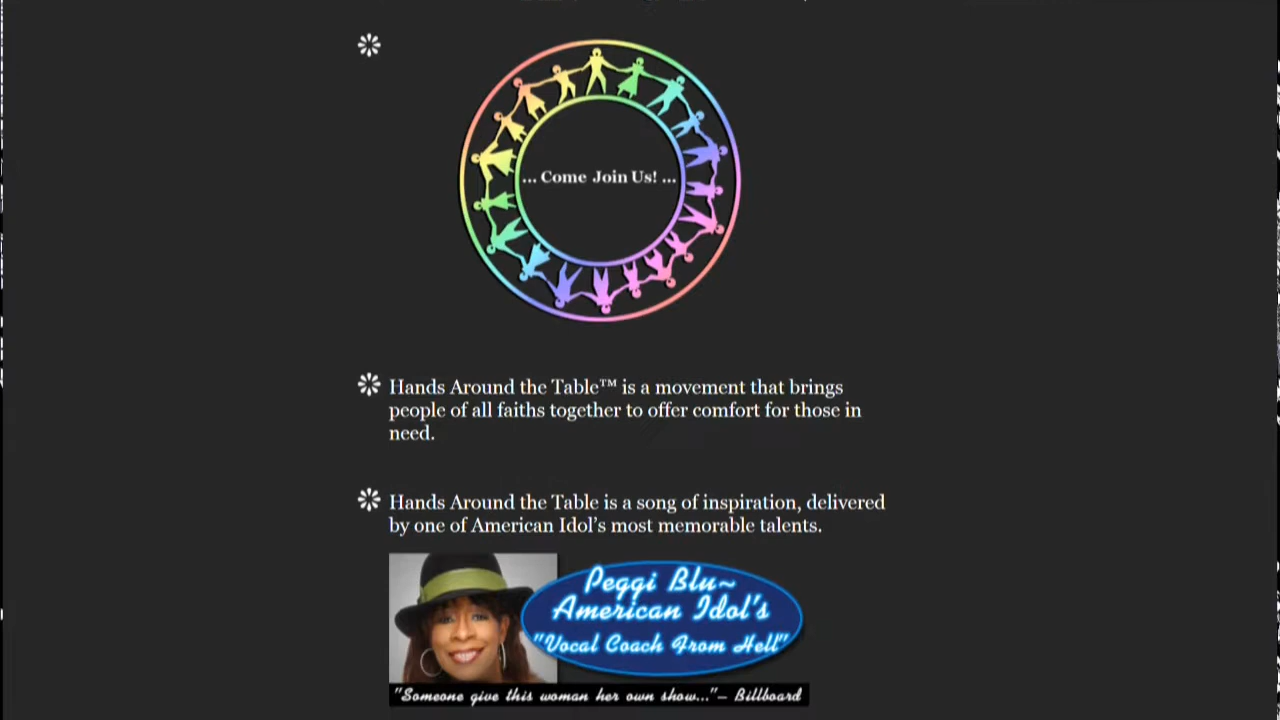 ... Come Join Us! ...
Hands Around the Table™ is a movement that brings
people of all faiths together to offer comfort for those in
need.
Hands Around the Table is a song of inspiration, delivered
by one of American Idol’s most memorable talents.
Peggi Blu~
American Idol's
"Vocal Coach From Hell"
"Someone give this woman her own show..."– Billboard